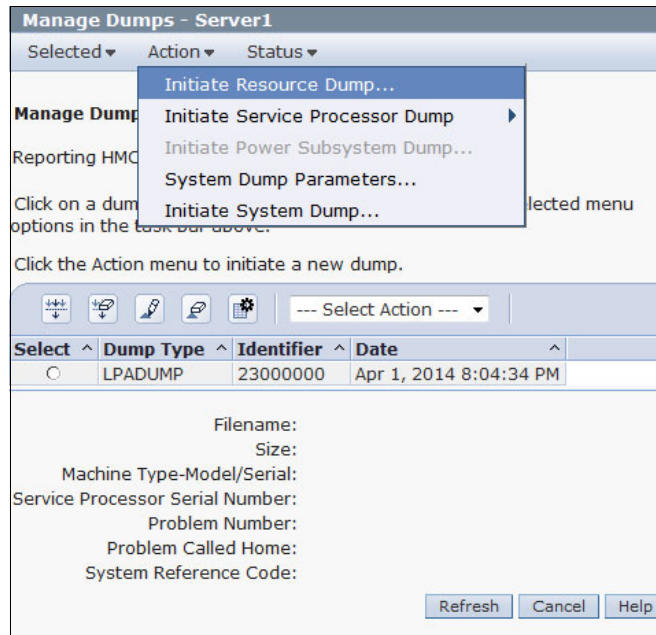 Manage Dumps - Server1
Selected Action Status
Initiate Resource Dump...
Manage Dump
Initiate Service Processor Dump
Reporting HMC
Initiate Power Subsystem Dump...
System Dump Parameters...
Click on a dum
lected menu
Initiate System Dump...
options in the task bar above.
Click the Action menu to initiate a new dump.
--- Select Action ---
Select ^ Dump Type ^ Identifier ^ Date ^
LPADUMP 23000000 Apr 1, 2014 8:04:34 PM
Filename:
Size:
Machine Type-Model/Serial:
Service Processor Serial Number:
Problem Number:
Problem Called Home:
System Reference Code:
Refresh Cancel Help